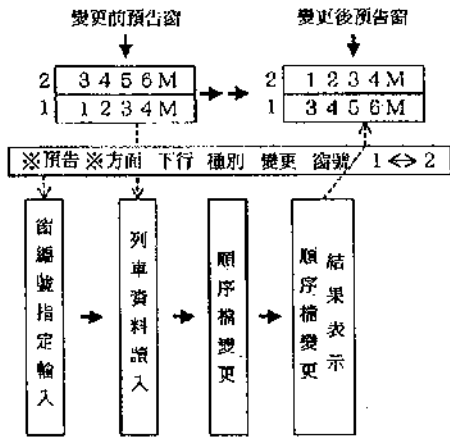 變更前預告窗
變更後預告窗
2 3456M
1 1234M
2 1234M
1 3456M
※預告 ※方面 下行 種別 變更 窗號 1 <> 2
窗編號指定輸入
列車資料讀入
順序檔變更
順序檔變更
結果表示